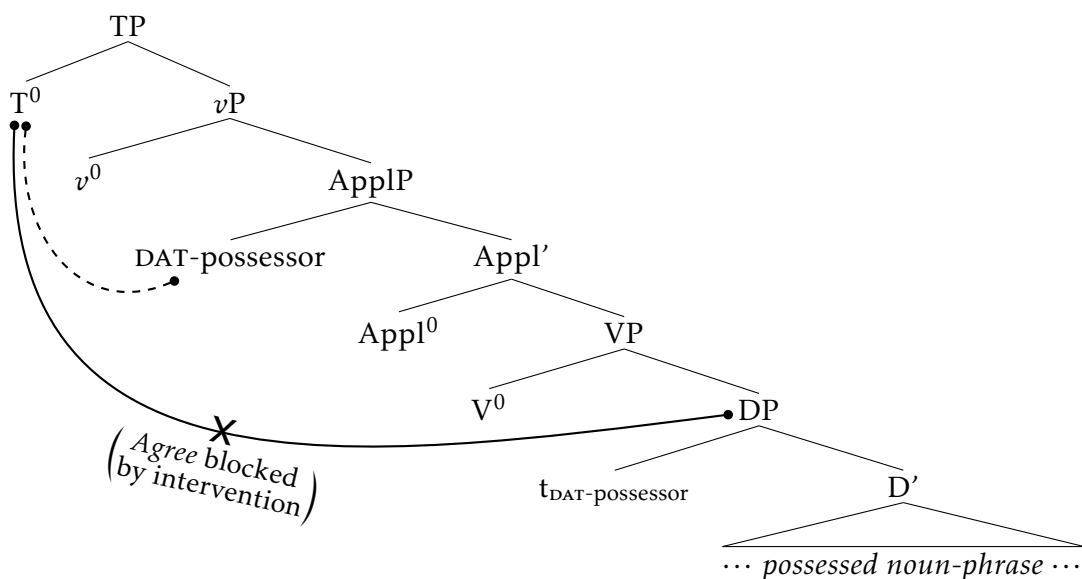 TP
T⁰ vP
v⁰ ApplP
DAT-possessor Appl’
Appl⁰ VP
V⁰ DP
(Agree blocked
by intervention)
t_DAT-possessor D’
··· possessed noun-phrase ···